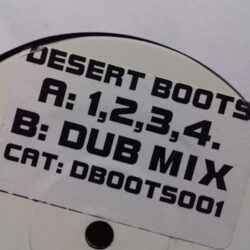 DESERT BOOTS
A: 1,2,3,4.
B: DUB MIX
CAT: DBOOTS001